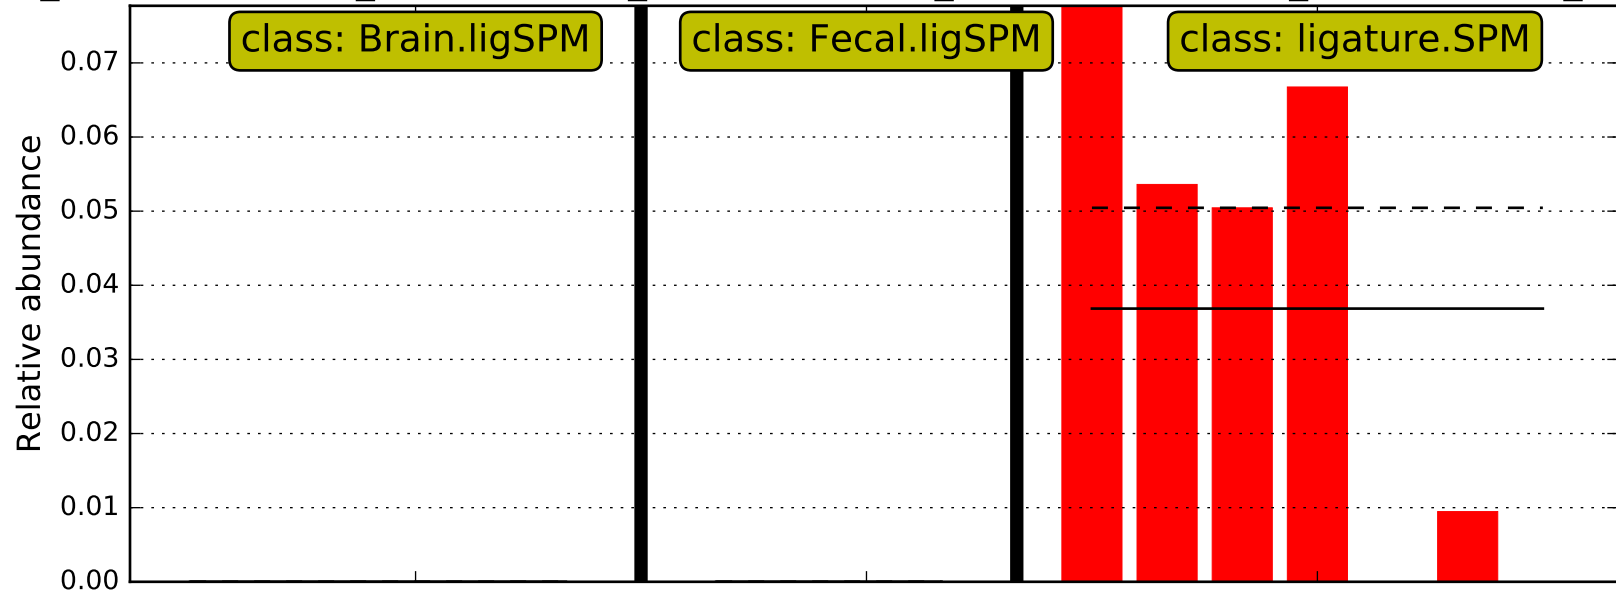 class: Brain.ligSPM
class: Fecal.ligSPM
class: ligature.SPM
Relative abundance
0.07
0.06
0.05
0.04
0.03
0.02
0.01
0.00